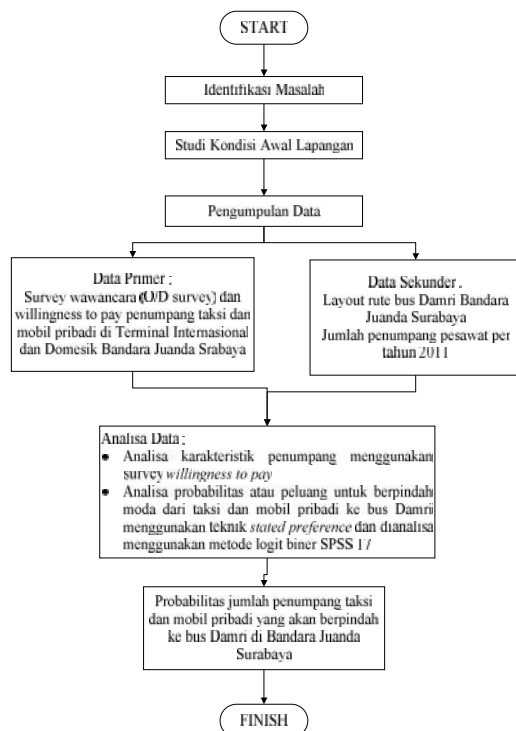 START
Identifikasi Masalah
Studi Kondisi Awal Lapangan
Pengumpulan Data
Data Primer :
Survey wawancara (O/D survey) dan
willingness to pay penumpang taksi dan
mobil pribadi di Terminal Internasional
dan Domesik Bandara Juanda Srabaya
Data Sekunder :
Layout rute bus Damri Bandara
Juanda Surabaya
Jumlah penumpang pesawat per
tahun 2011
Analisa Data :
● Analisa karakteristik penumpang menggunakan
survey willingness to pay
● Analisa probabilitas atau peluang untuk berpindah
moda dari taksi dan mobil pribadi ke bus Damri
menggunakan teknik stated preference dan dianalisa
menggunakan metode logit biner SPSS 17
Probabilitas jumlah penumpang taksi
dan mobil pribadi yang akan berpindah
ke bus Damri di Bandara Juanda
Surabaya
FINISH